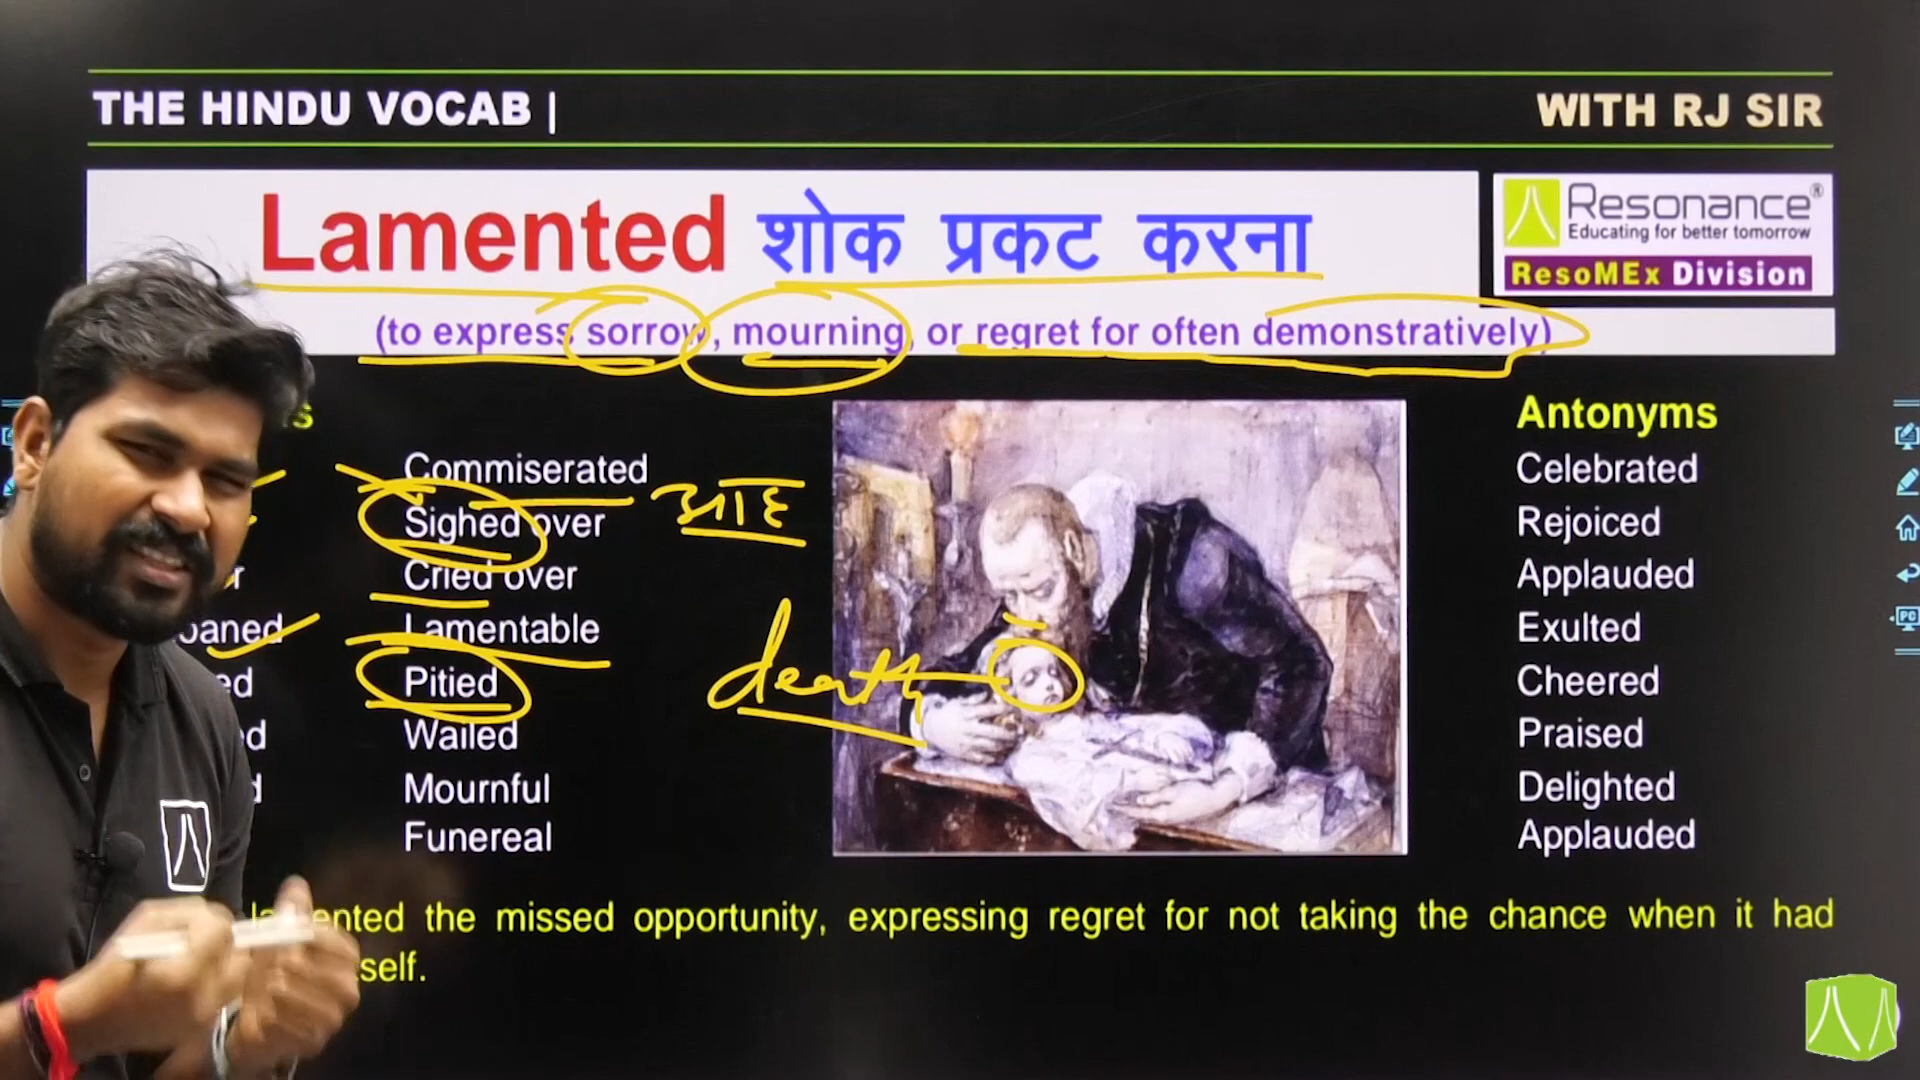 THE HINDU VOCAB |
WITH RJ SIR
Lamented शोक प्रकट करना
Resonance®
Educating for better tomorrow
ResoMEx Division
(to express sorrow, mourning, or regret for often demonstratively)
Commiserated
Sighed over
आह
Cried over
Lamentable
Pitied
death
Wailed
Mournful
Funereal
Antonyms
Celebrated
Rejoiced
Applauded
Exulted
Cheered
Praised
Delighted
Applauded
lamented the missed opportunity, expressing regret for not taking the chance when it had
PC